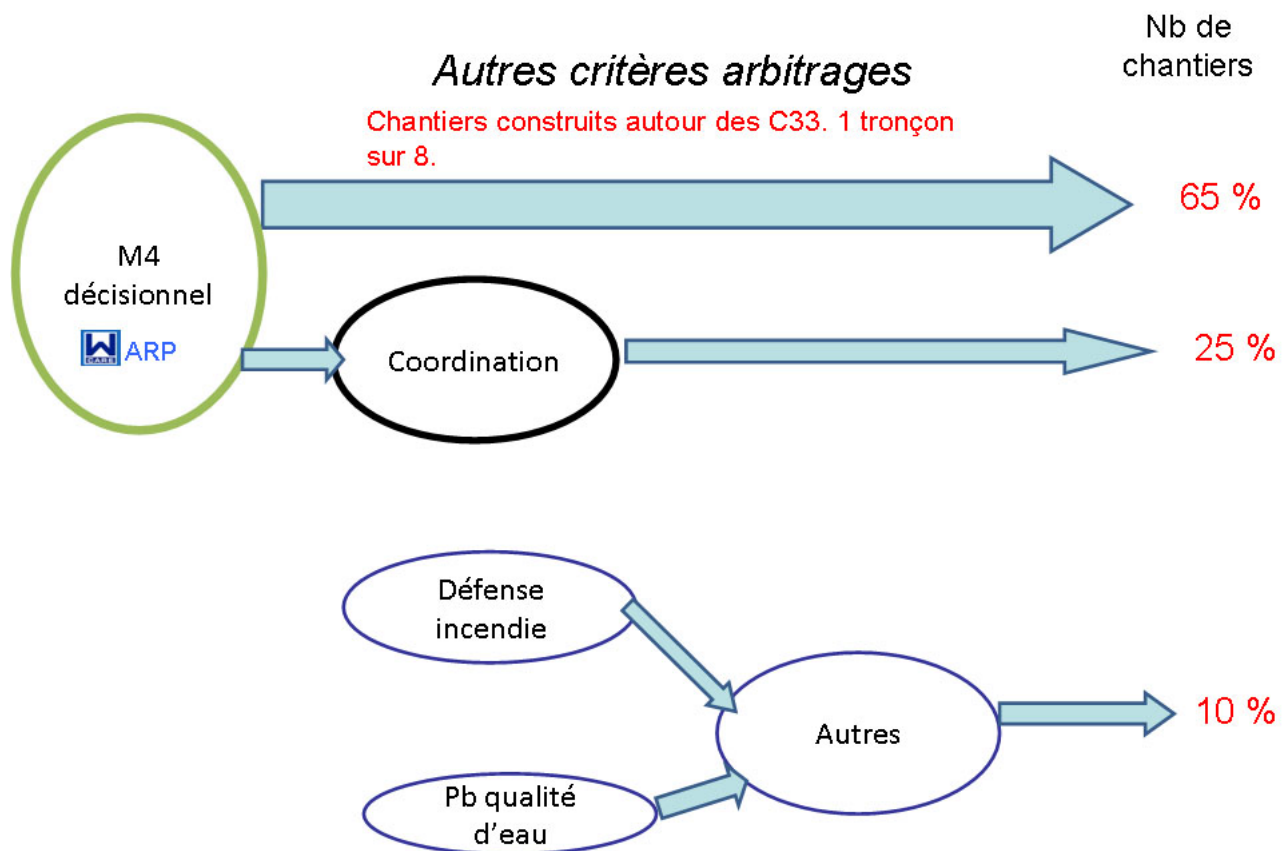 Nb de
chantiers
Autres critères arbitrages
Chantiers construits autour des C33. 1 tronçon
sur 8.
65 %
M4
décisionnel
W
CARE
ARP
Coordination
25 %
Défense
incendie
Autres
10 %
Pb qualité
d'eau